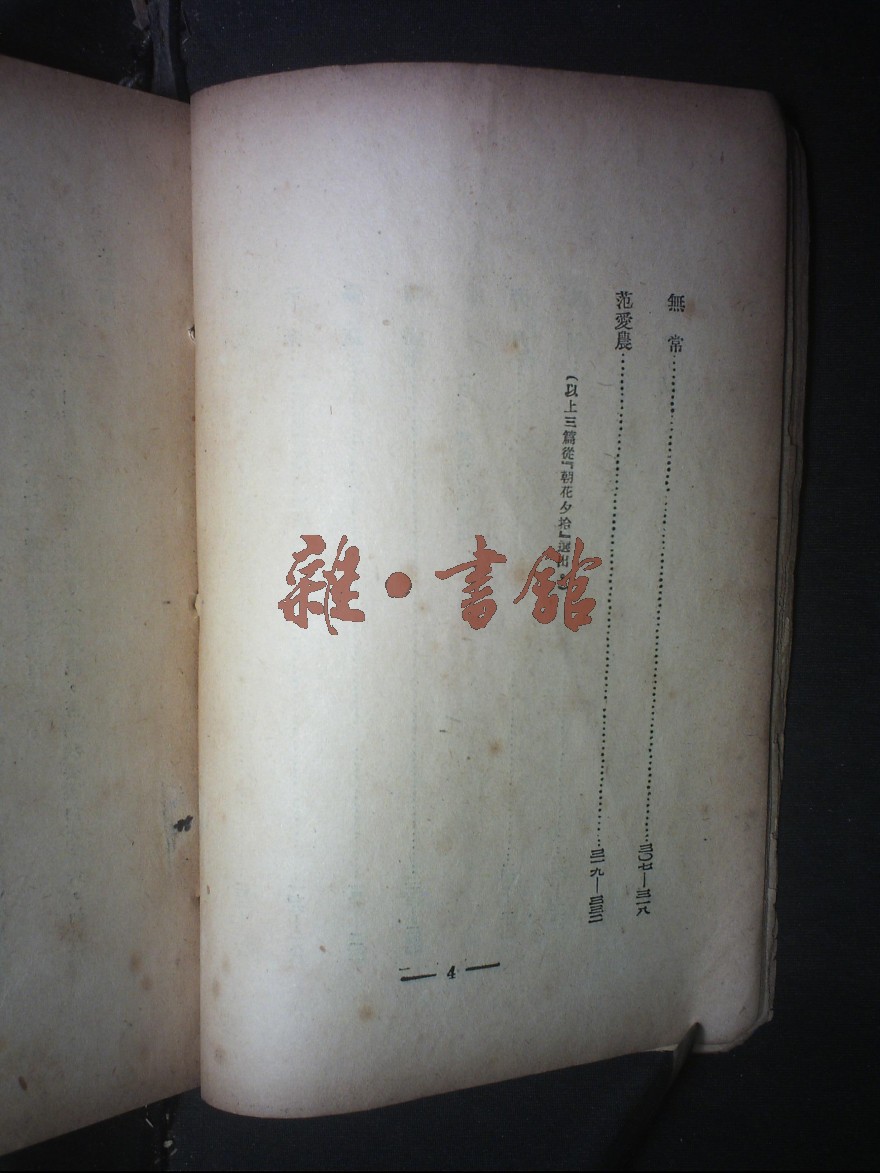 無　常……三〇七—三一八
范愛農……三一九—三三二
(以上三篇從『朝花夕拾』選出
— 4 —
雜・書館